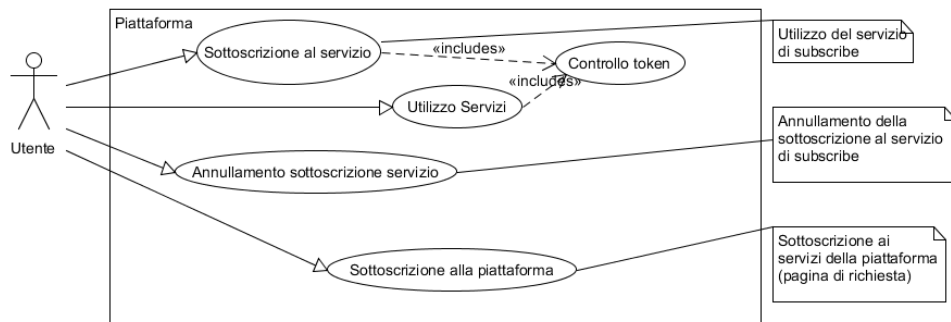 Piattaforma
Sottoscrizione al servizio
«includes»
Controllo token
Utilizzo del servizio
di subscribe
«includes»
Utilizzo Servizi
Utente
Annullamento della
sottoscrizione al servizio
di subscribe
Annullamento sottoscrizione servizio
Sottoscrizione ai
servizi della piattaforma
(pagina di richiesta)
Sottoscrizione alla piattaforma